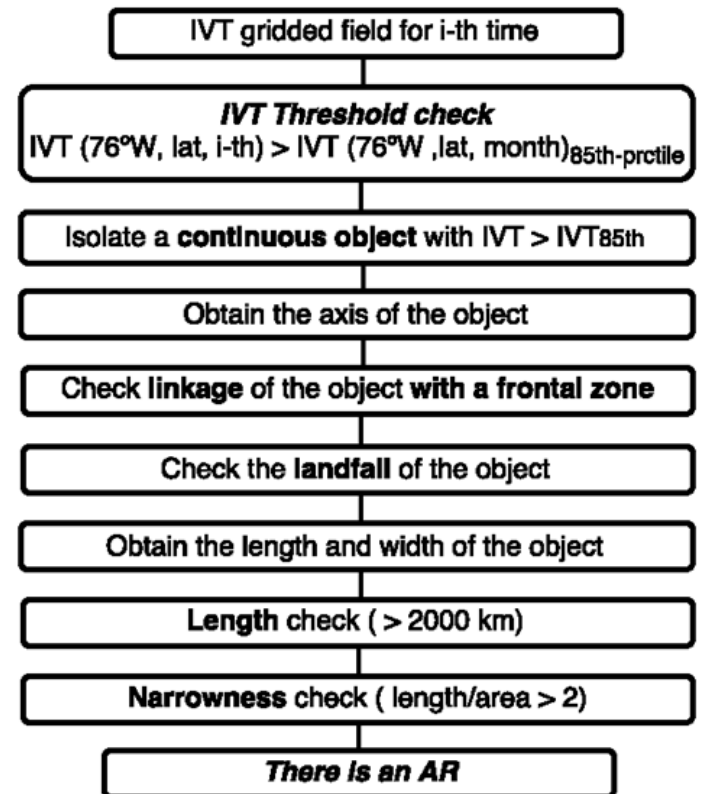 IVT gridded field for i-th time
IVT Threshold check
IVT (76ºW, lat, i-th) > IVT (76ºW ,lat, month)85th-prctile
Isolate a continuous object with IVT > IVT85th
Obtain the axis of the object
Check linkage of the object with a frontal zone
Check the landfall of the object
Obtain the length and width of the object
Length check ( > 2000 km)
Narrowness check ( length/area > 2)
There is an AR